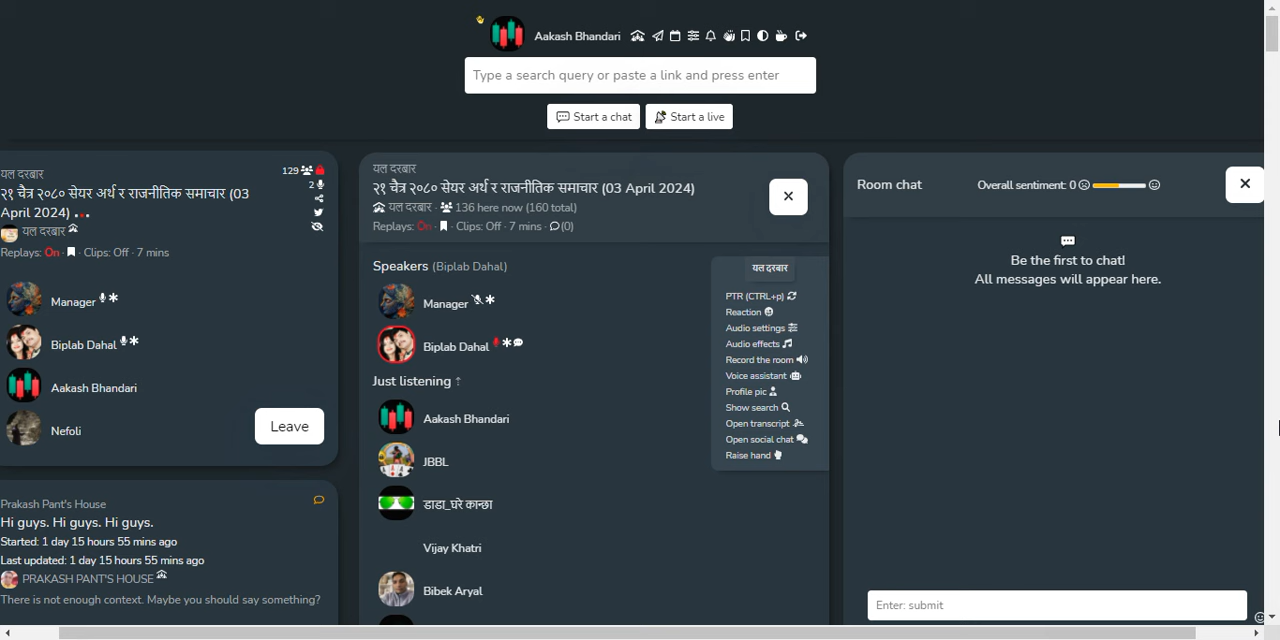 Aakash Bhandari
Type a search query or paste a link and press enter
Start a chat
Start a live
यल दरबार
129
२१ चैत्र २०८० सेयर अर्थ र राजनीतिक समाचार (03
April 2024)
2
यल दरबार
Replays: On · Clips: Off · 7 mins
Manager
Biplab Dahal
Aakash Bhandari
Nefoli
Leave
Prakash Pant's House
Hi guys. Hi guys. Hi guys.
Started: 1 day 15 hours 55 mins ago
Last updated: 1 day 15 hours 55 mins ago
PRAKASH PANT'S HOUSE
There is not enough context. Maybe you should say something?
यल दरबार
२१ चैत्र २०८० सेयर अर्थ र राजनीतिक समाचार (03 April 2024)
यल दरबार · 136 here now (160 total)
Replays: On · Clips: Off · 7 mins · (0)
Speakers (Biplab Dahal)
Manager
Biplab Dahal
Just listening ↑
Aakash Bhandari
JBBL
डाडा_घरे कान्छा
Vijay Khatri
Bibek Aryal
यल दरबार
PTR (CTRL+p)
Reaction
Audio settings
Audio effects
Record the room
Voice assistant
Profile pic
Show search
Open transcript
Open social chat
Raise hand
Room chat
Overall sentiment: 0
Be the first to chat!
All messages will appear here.
Enter: submit